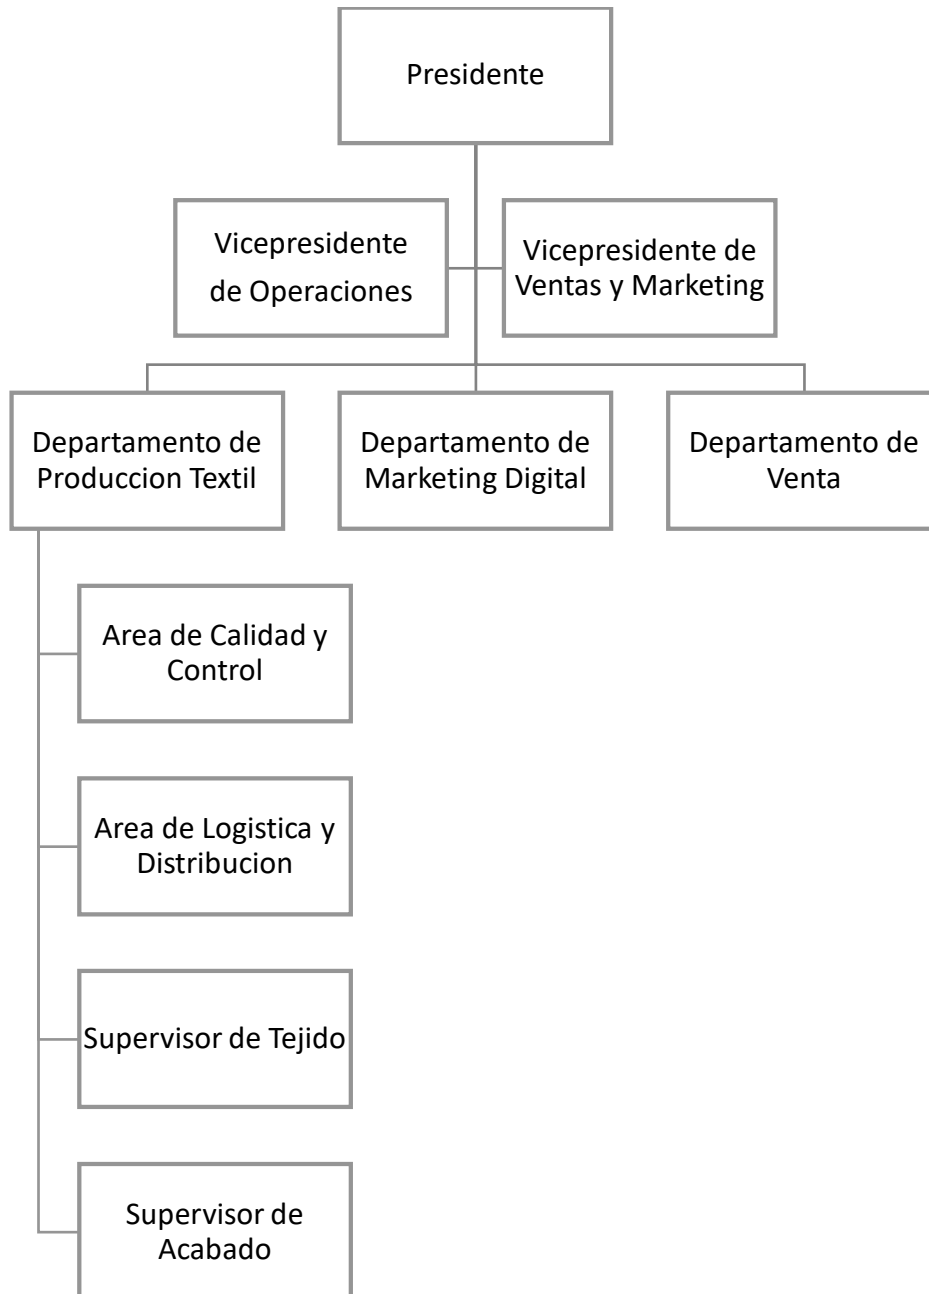 Presidente
Vicepresidente
de Operaciones
Vicepresidente de
Ventas y Marketing
Departamento de
Produccion Textil
Departamento de
Marketing Digital
Departamento de
Venta
Area de Calidad y
Control
Area de Logistica y
Distribucion
Supervisor de Tejido
Supervisor de
Acabado